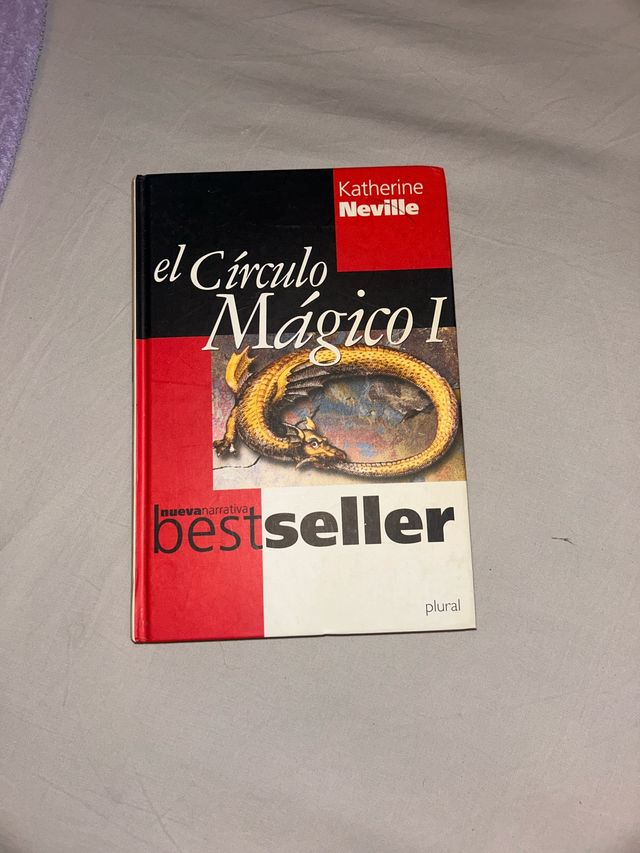 Katherine
Neville
el Círculo
Mágico I
nuevanarrativa
bestseller
plural